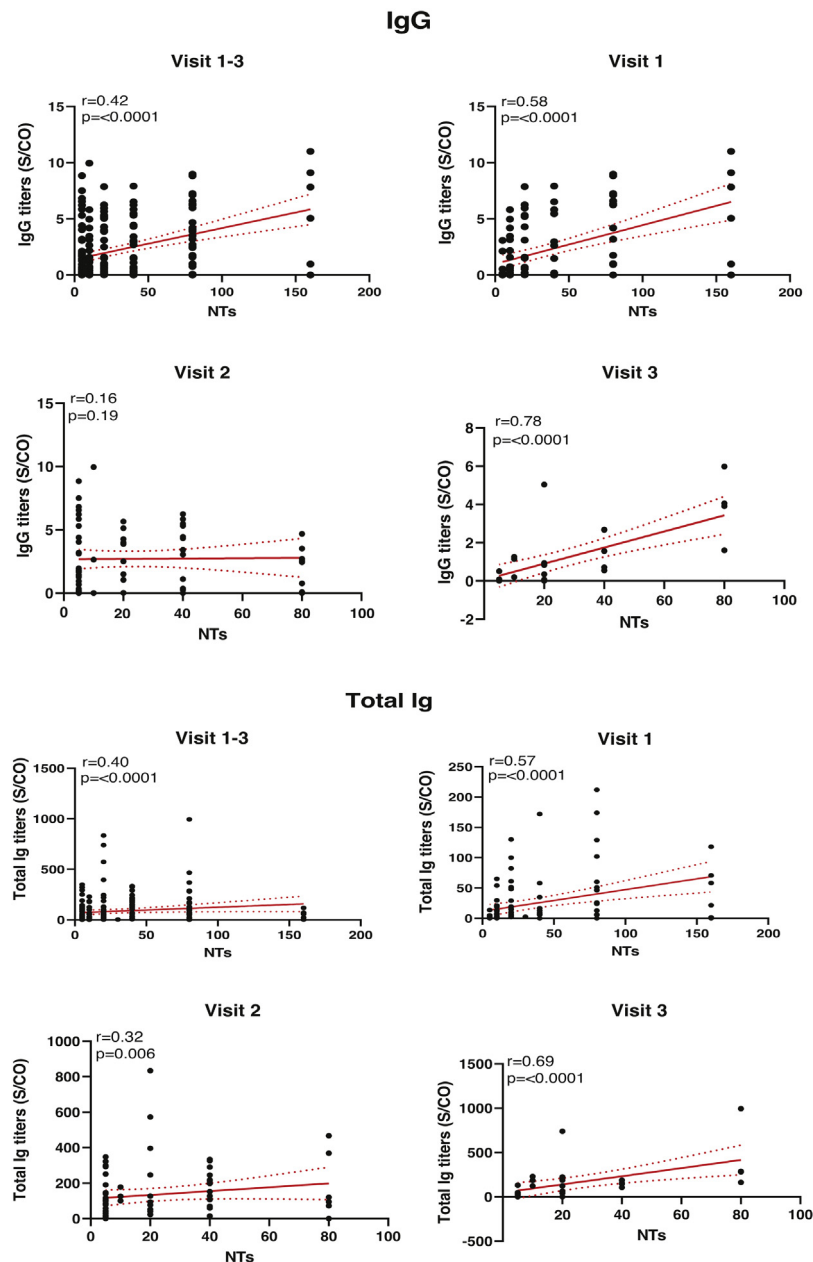 IgG
Visit 1-3
r=0.42
p=<0.0001
IgG titers (S/CO)
15
10
5
0
0 50 100 150 200
NTs
Visit 1
r=0.58
p=<0.0001
IgG titers (S/CO)
15
10
5
0
0 50 100 150 200
NTs
Visit 2
r=0.16
p=0.19
IgG titers (S/CO)
15
10
5
0
0 20 40 60 80 100
NTs
Visit 3
r=0.78
p=<0.0001
IgG titers (S/CO)
8
6
4
2
0
-2
20 40 60 80 100
NTs
Total Ig
Visit 1-3
r=0.40
p=<0.0001
Total Ig titers (S/CO)
1500
1000
500
0
0 50 100 150 200
NTs
Visit 1
r=0.57
p=<0.0001
Total Ig titers (S/CO)
250
200
150
100
50
0
0 50 100 150 200
NTs
Visit 2
r=0.32
p=0.006
Total Ig titers (S/CO)
1000
800
600
400
200
0
0 20 40 60 80 100
NTs
Visit 3
r=0.69
p=<0.0001
Total Ig titers (S/CO)
1500
1000
500
0
-500
20 40 60 80 100
NTs